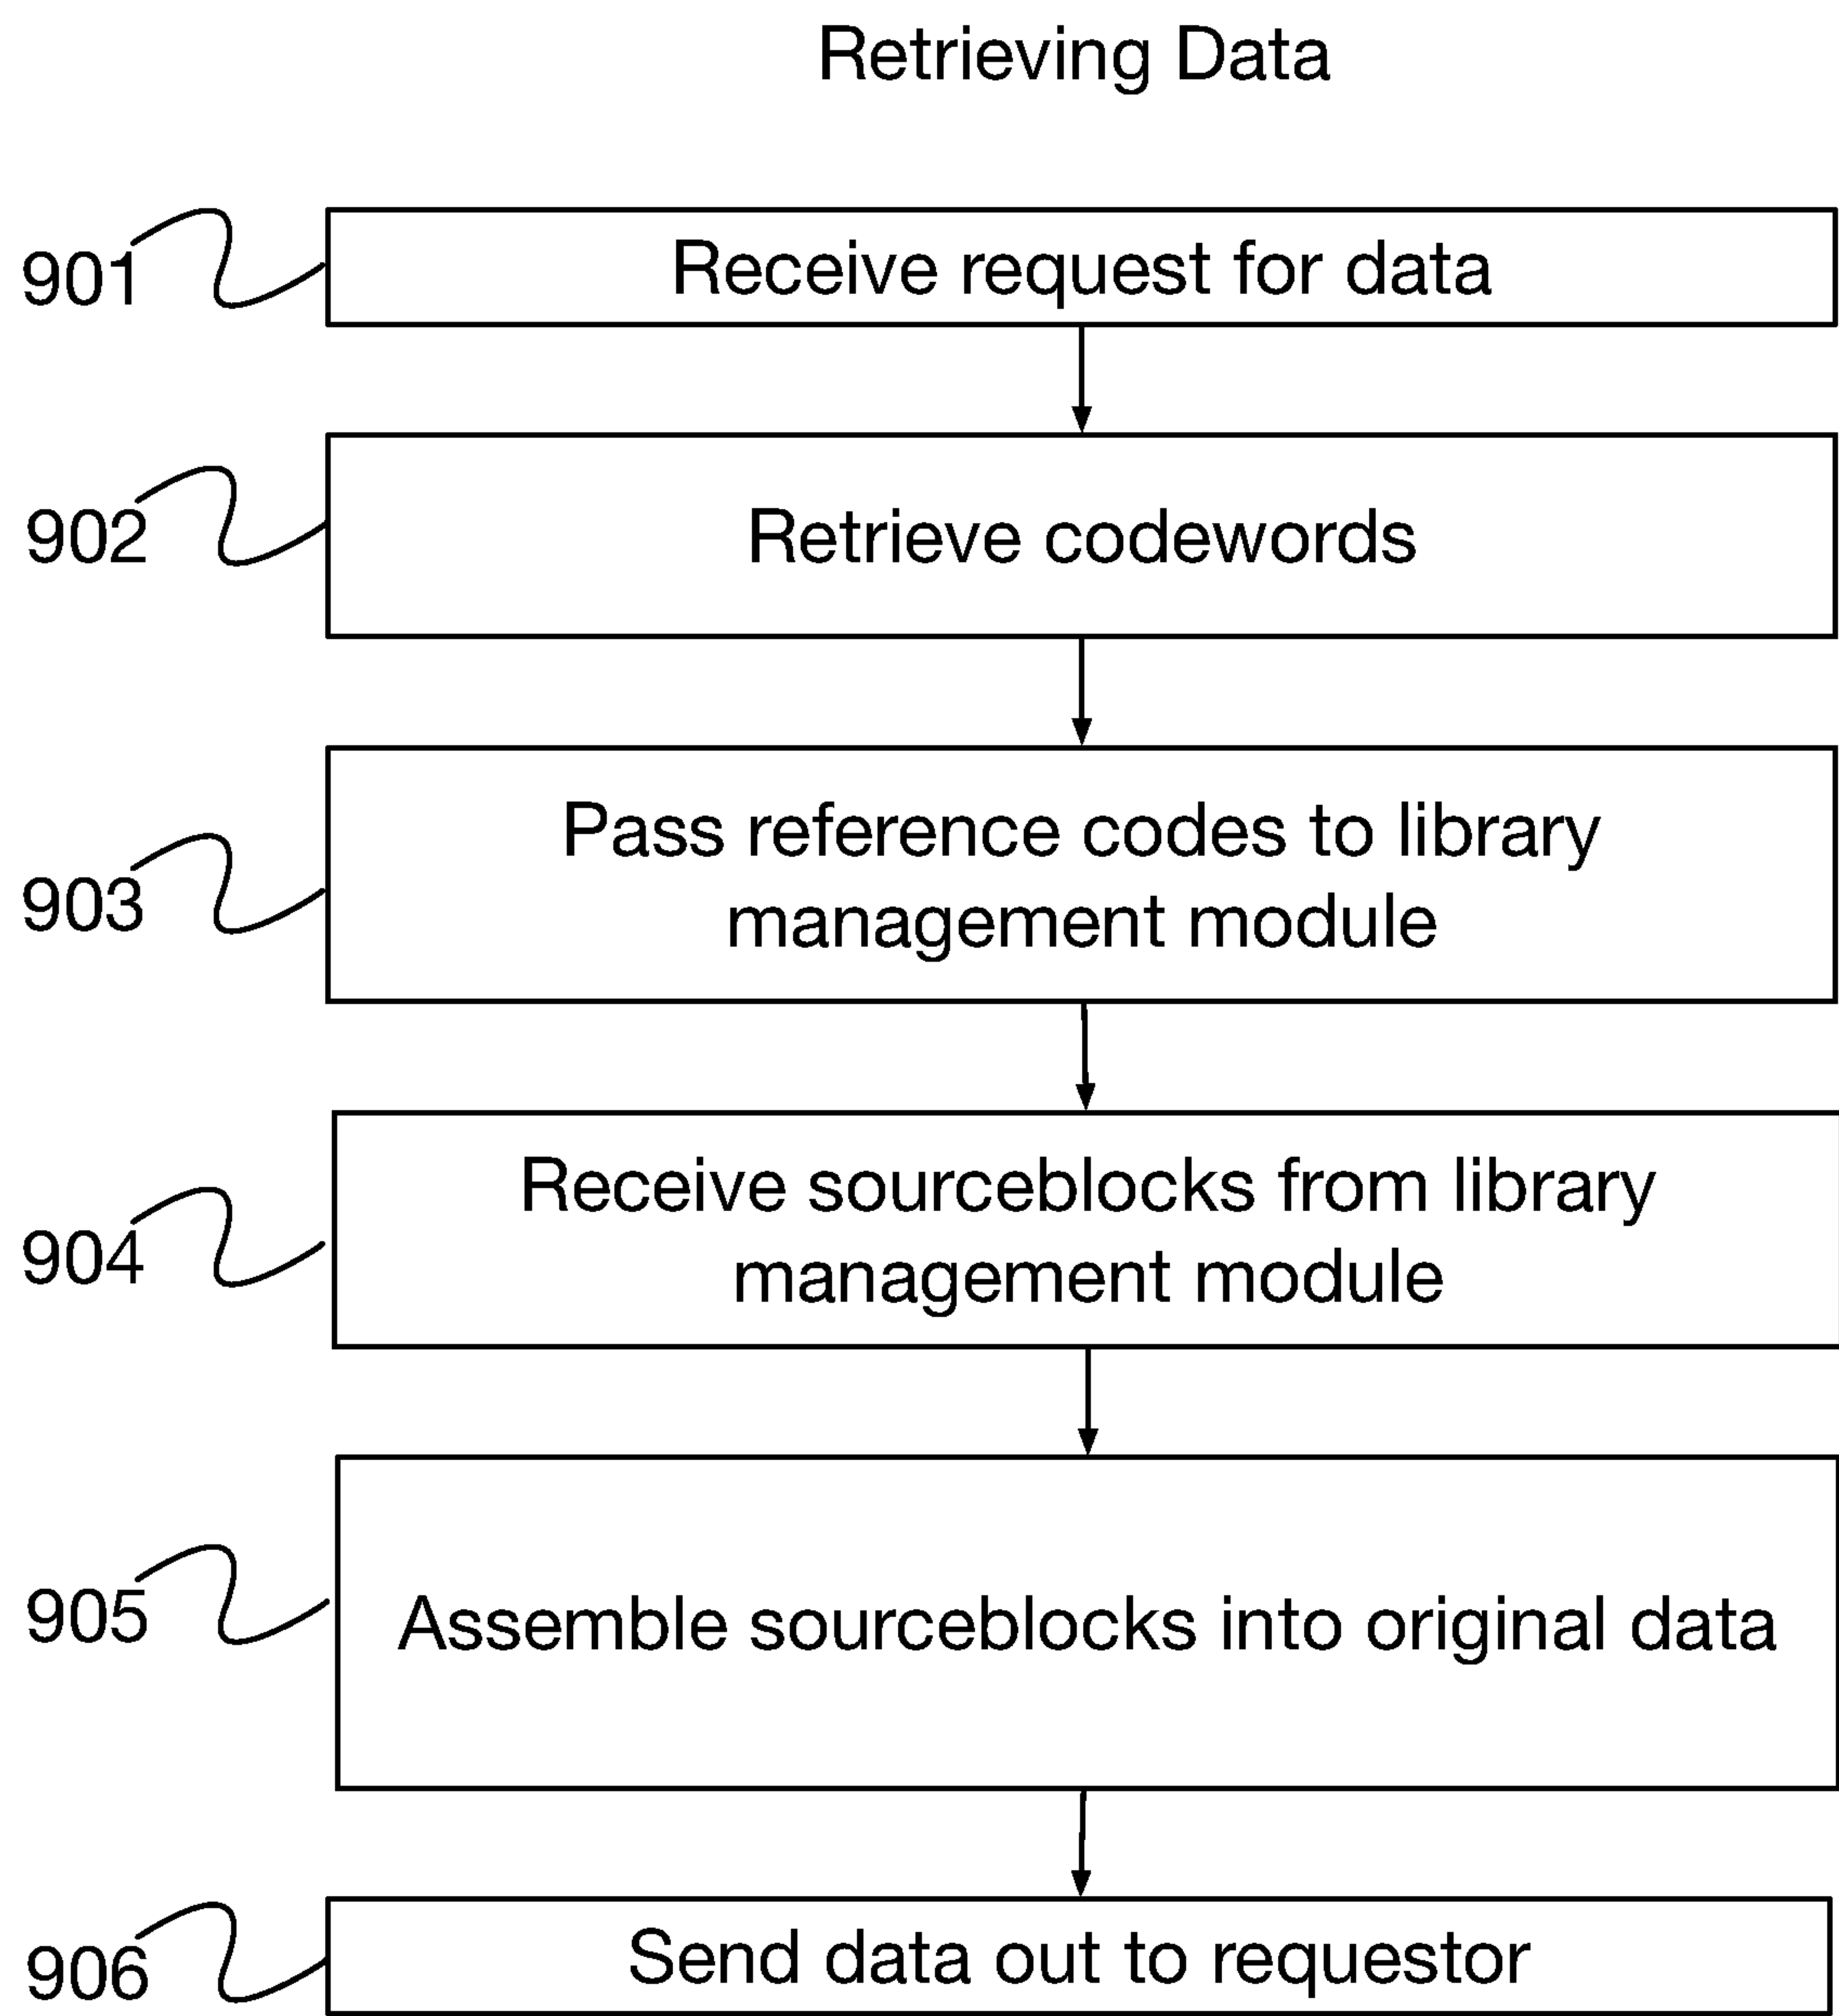 Retrieving Data
901
Receive request for data
902
Retrieve codewords
903
Pass reference codes to library
management module
904
Receive sourceblocks from library
management module
905
Assemble sourceblocks into original data
906
Send data out to requestor